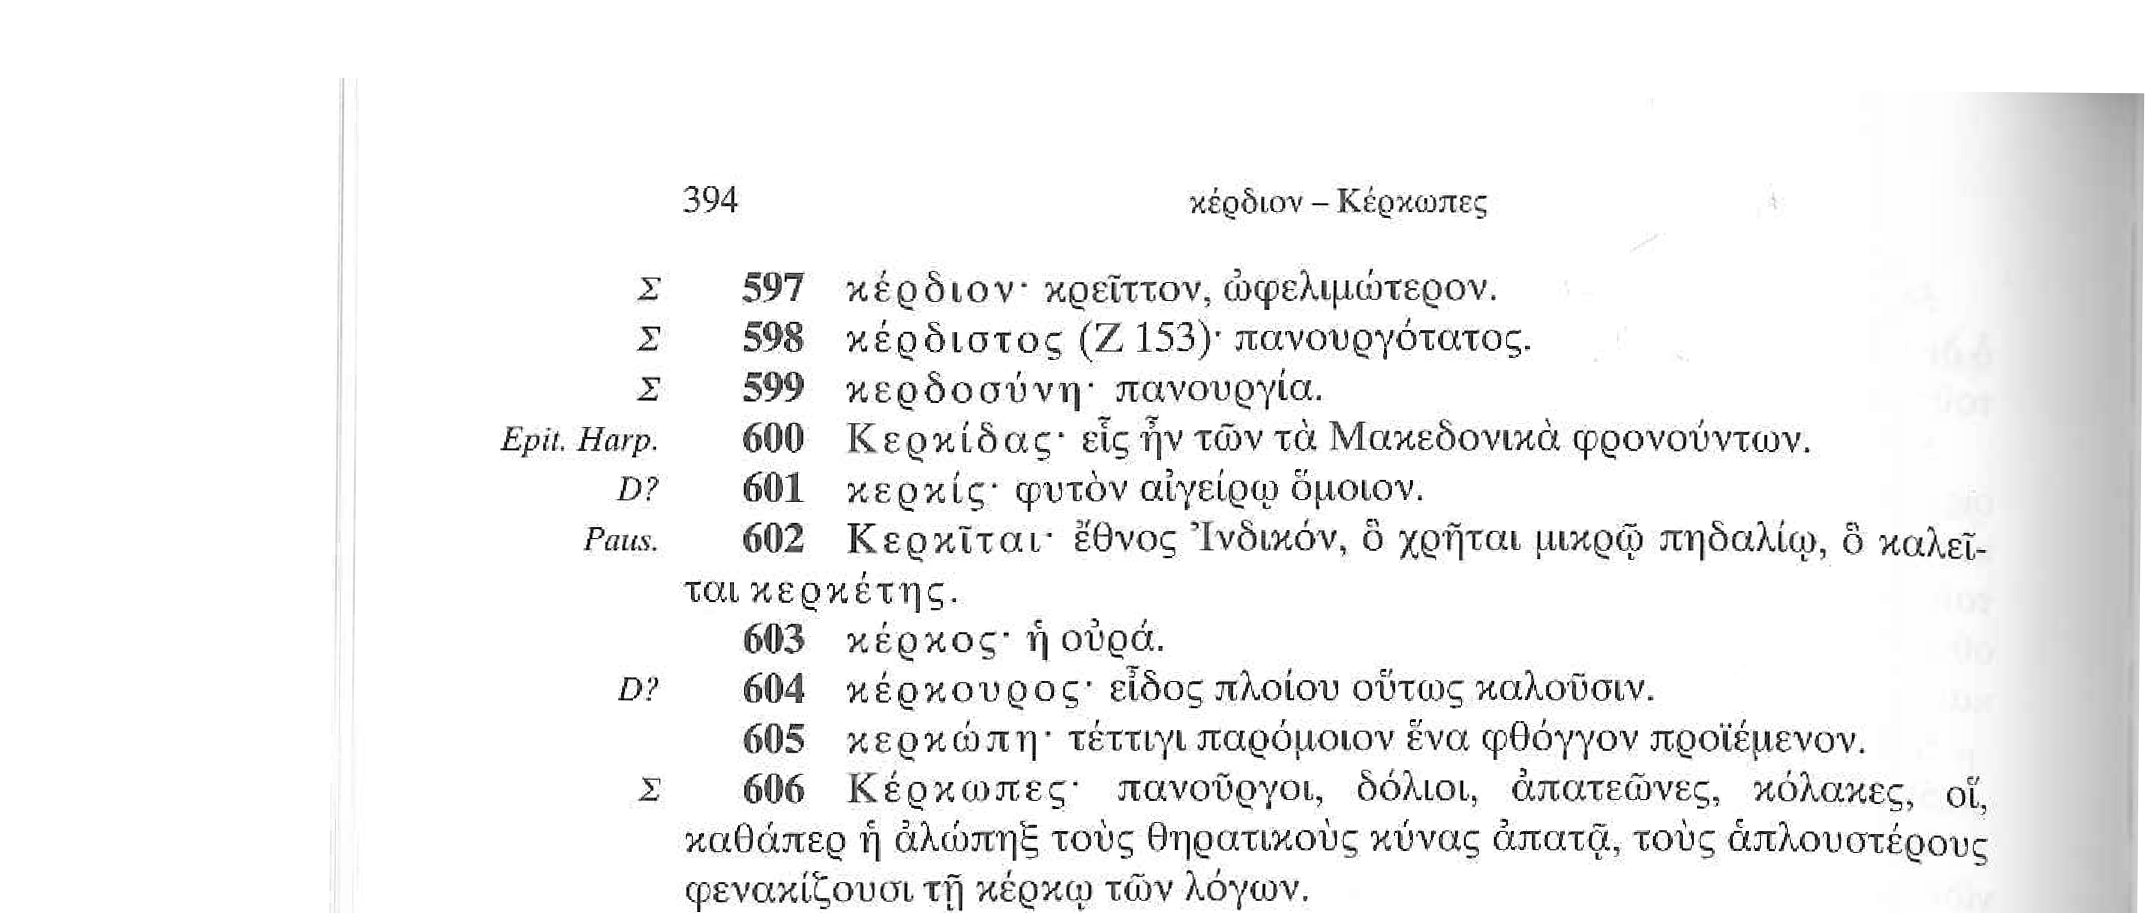 394 κέρδιον – Κέρκωπες
Σ 597 κέρδιον· κρεῖττον, ὠφελιμώτερον.
Σ 598 κέρδιστος (Ζ 153)· πανουργότατος.
Σ 599 κερδοσύνη· πανουργία.
Epit. Harp. 600 Κερκίδας· εἷς ἦν τῶν τὰ Μακεδονικὰ φρονούντων.
D? 601 κερκίς· φυτὸν αἰγείρῳ ὅμοιον.
Paus. 602 Κερκῖται· ἔθνος Ἰνδικόν, ὃ χρῆται μικρῷ πηδαλίῳ, ὃ καλεῖ-
ται κερκέτης.
603 κέρκος· ἡ οὐρά.
D? 604 κέρκουρος· εἶδος πλοίου οὕτως καλοῦσιν.
605 κερκώπη· τέττιγι παρόμοιον ἕνα φθόγγον προϊέμενον.
Σ 606 Κέρκωπες· πανοῦργοι, δόλιοι, ἀπατεῶνες, κόλακες, οἵ,
καθάπερ ἡ ἀλώπηξ τοὺς θηρατικοὺς κύνας ἀπατᾷ, τοὺς ἁπλουστέρους
φενακίζουσι τῇ κέρκῳ τῶν λόγων.